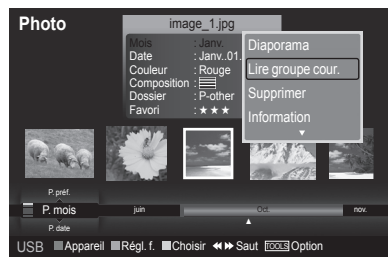 Photo
image_1.jpg
Mois : Janv.
Date : Janv..01.
Couleur : Rouge
Composition :
Dossier : P-other
Favori : ★ ★ ★
Diaporama
Lire groupe cour.
Supprimer
Information
P. préf.
P. mois
P. date
juin
Oct.
nov.
USB Appareil Régl. f. Choisir Saut TOOLS Option